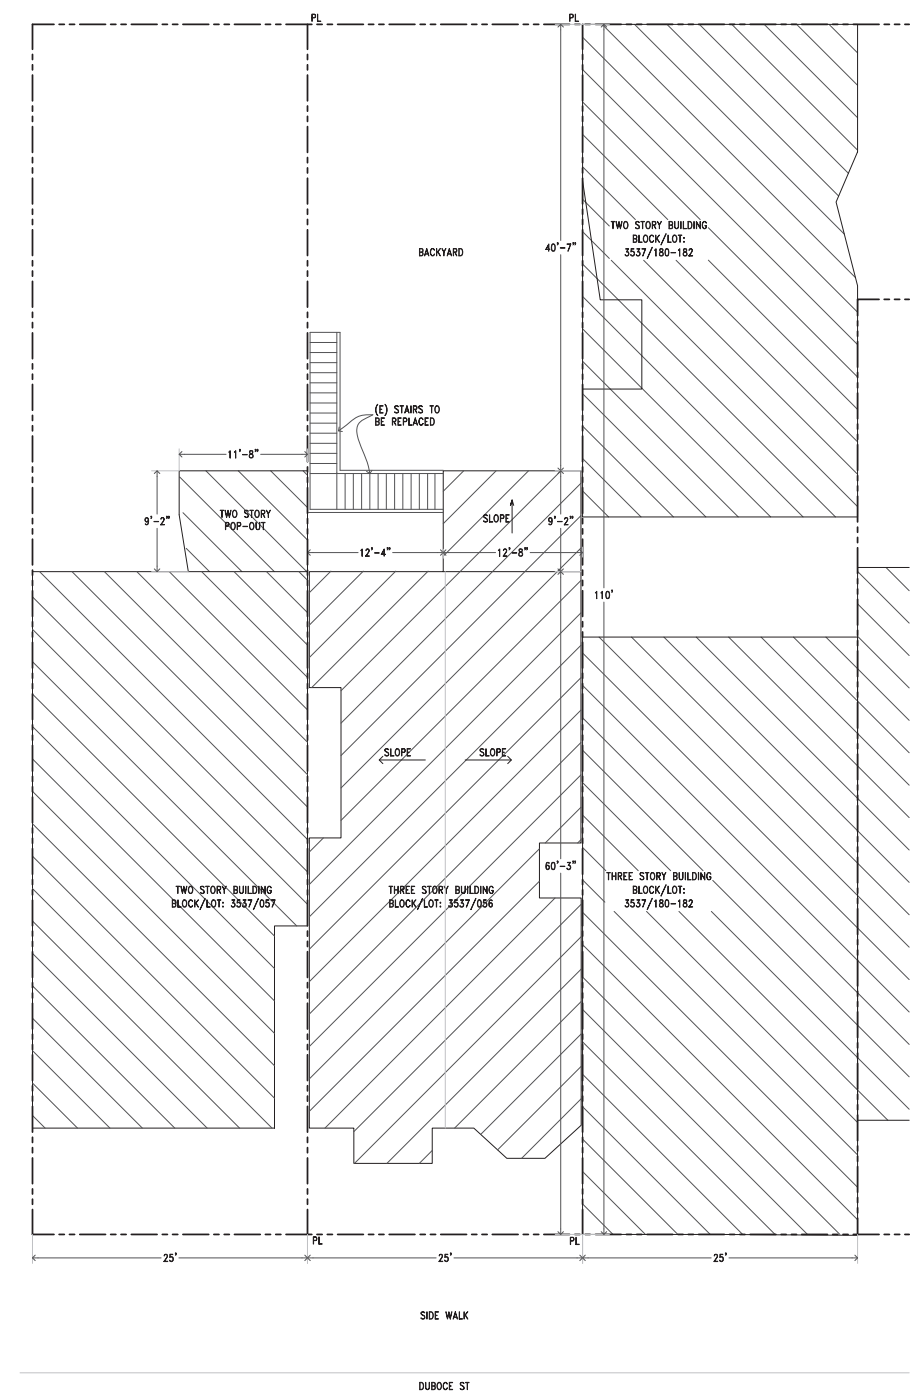 PL
PL
TWO STORY BUILDING
BLOCK/LOT:
3537/180-182
40'-7"
BACKYARD
(E) STAIRS TO
BE REPLACED
11'-8"
9'-2"
TWO STORY
POP-OUT
SLOPE
9'-2"
12'-4"
12'-8"
110'
SLOPE
SLOPE
60'-3"
TWO STORY BUILDING
BLOCK/LOT: 3537/057
THREE STORY BUILDING
BLOCK/LOT: 3537/056
THREE STORY BUILDING
BLOCK/LOT:
3537/180-182
PL
PL
25'
25'
25'
SIDE WALK
DUBOCE ST